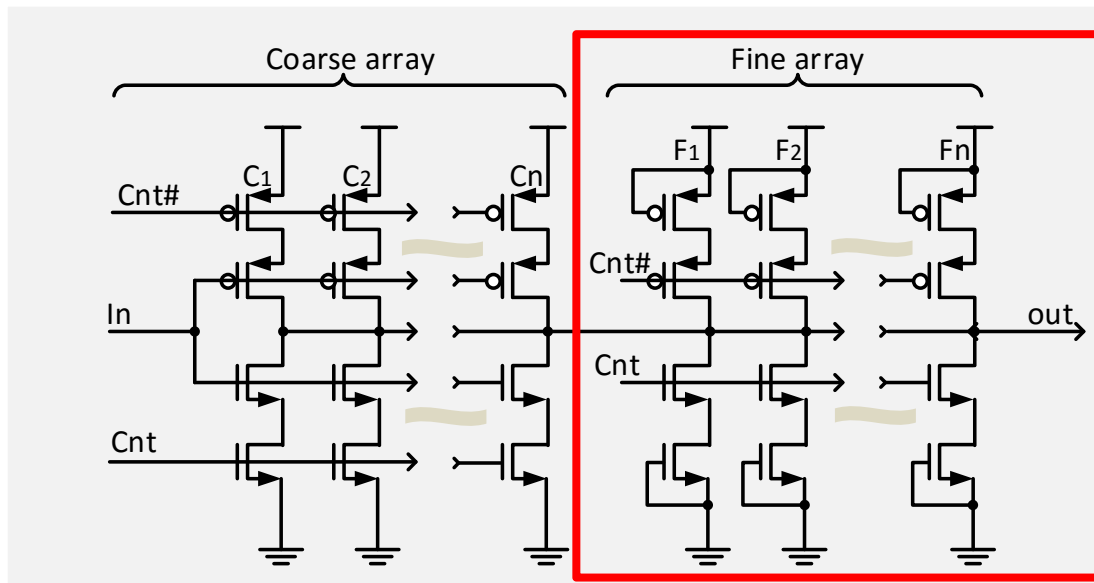 Coarse array
Fine array
C1
C2
Cn
F1
F2
Fn
Cnt#
Cnt#
In
out
Cnt
Cnt